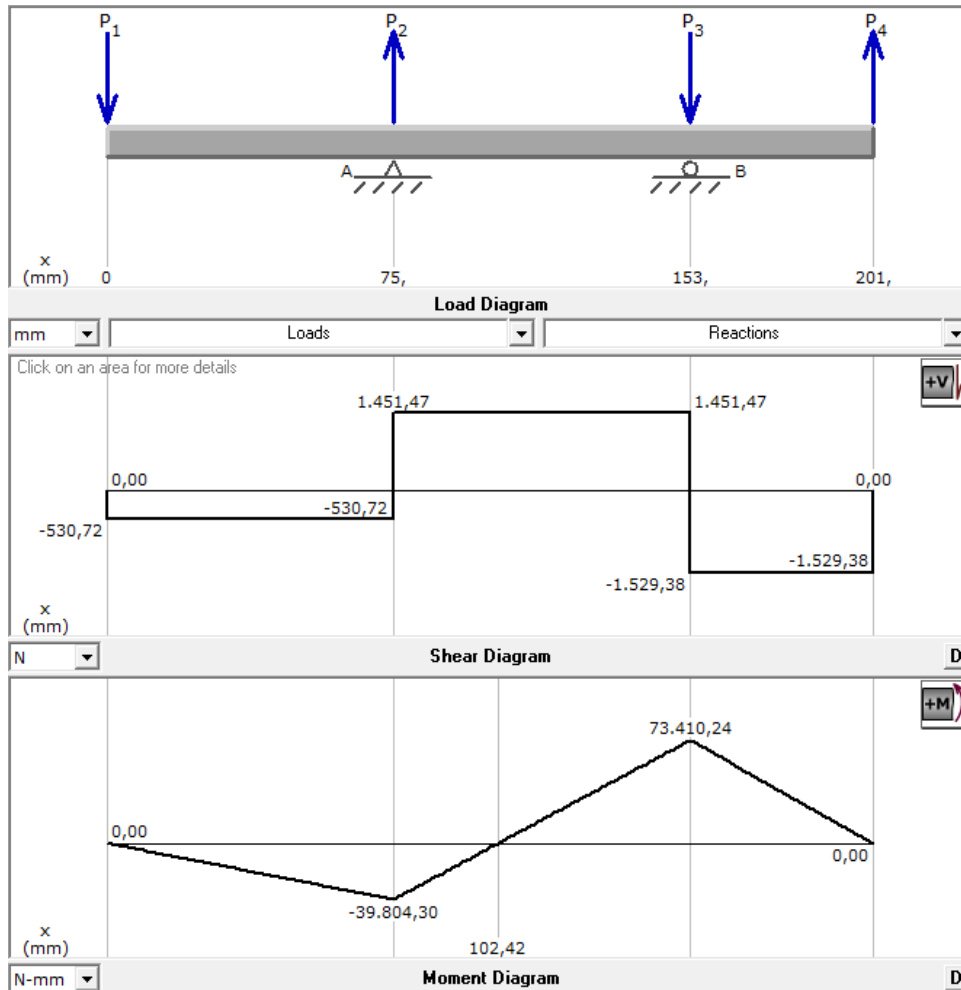 P1 P2 P3 P4
A B
x
(mm) 0 75, 153, 201,
Load Diagram
mm Loads Reactions
Click on an area for more details
+V
1.451,47 1.451,47
0,00 0,00
-530,72
-530,72
-1.529,38
-1.529,38
x
(mm)
N Shear Diagram D
+M
73.410,24
0,00
0,00
-39.804,30
x
(mm) 102,42
N-mm Moment Diagram D